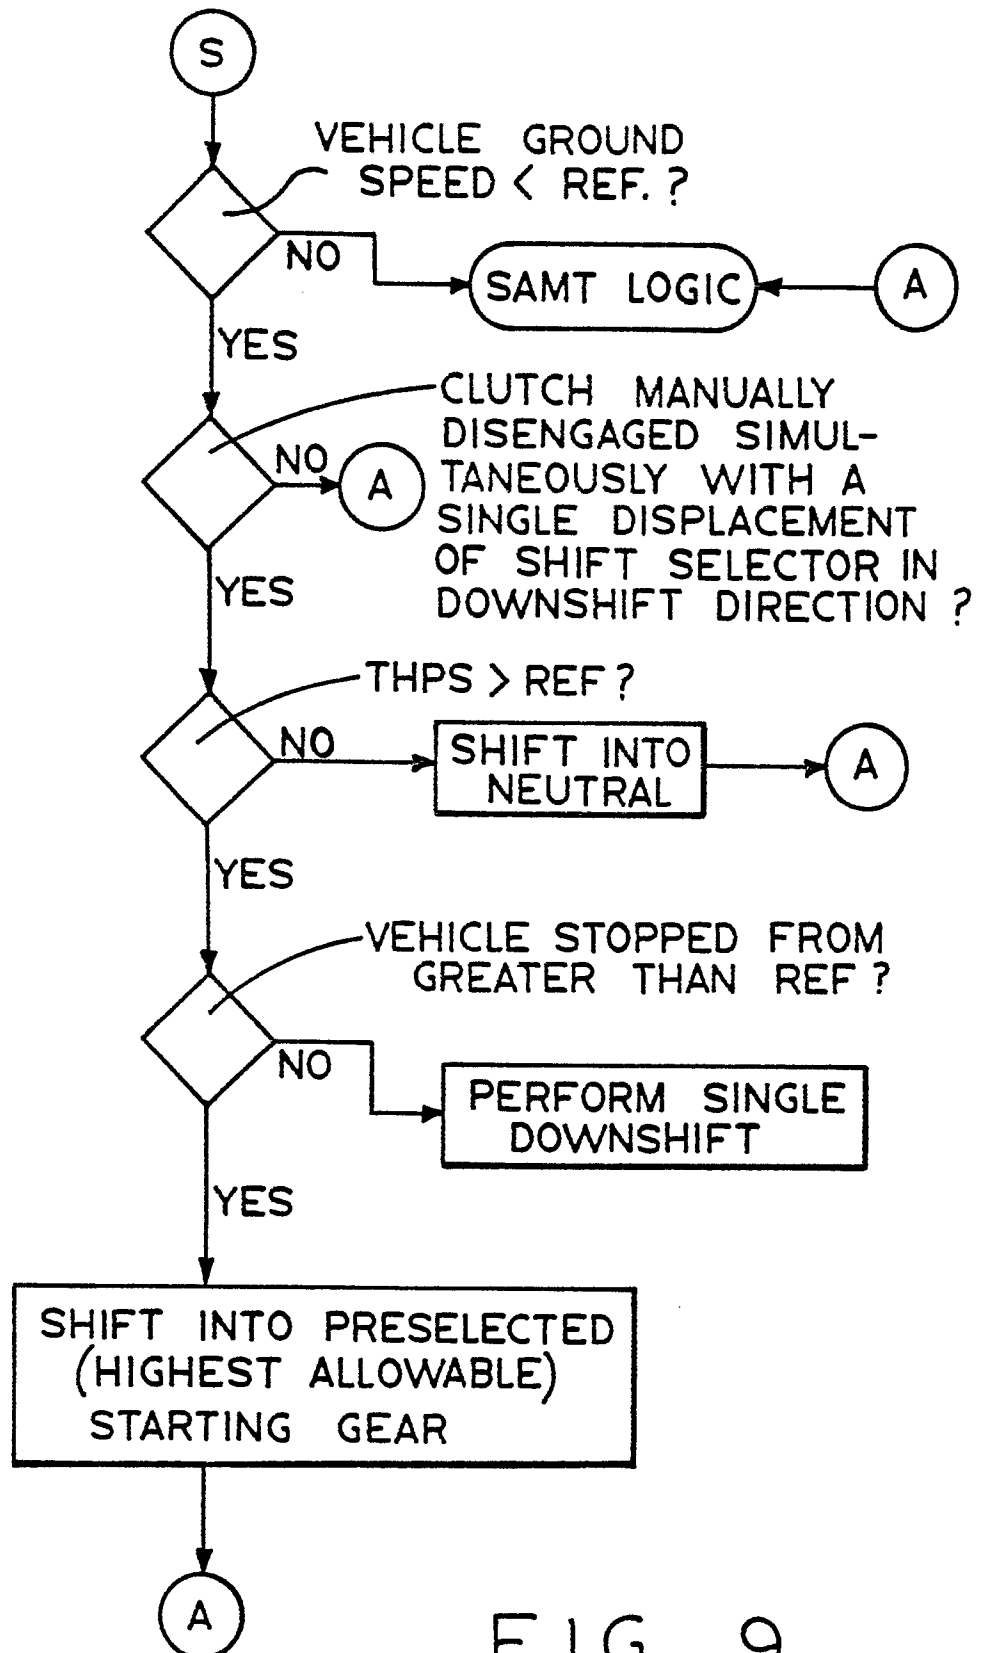 S
VEHICLE GROUND
SPEED < REF. ?
NO
SAMT LOGIC
A
YES
CLUTCH MANUALLY
DISENGAGED SIMUL-
TANEOUSLY WITH A
SINGLE DISPLACEMENT
OF SHIFT SELECTOR IN
DOWNSHIFT DIRECTION ?
NO
A
YES
THPS > REF ?
NO
SHIFT INTO
NEUTRAL
A
YES
VEHICLE STOPPED FROM
GREATER THAN REF ?
NO
PERFORM SINGLE
DOWNSHIFT
YES
SHIFT INTO PRESELECTED
(HIGHEST ALLOWABLE)
STARTING GEAR
A
FIG 9